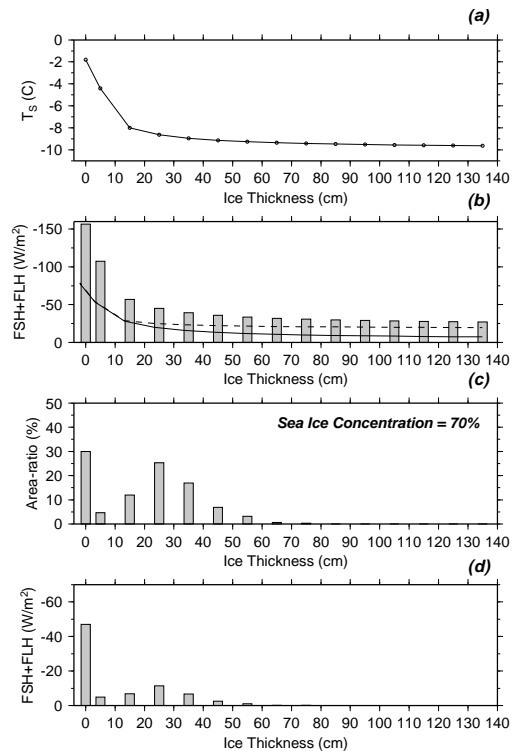 (a)
0
-2
-4
-6
-8
-10
T_S (C)
0 10 20 30 40 50 60 70 80 90 100 110 120 130 140
Ice Thickness (cm)
(b)
-150
-100
-50
0
FSH+FLH (W/m²)
0 10 20 30 40 50 60 70 80 90 100 110 120 130 140
Ice Thickness (cm)
(c)
50
40
30
20
10
0
Area-ratio (%)
Sea Ice Concentration = 70%
0 10 20 30 40 50 60 70 80 90 100 110 120 130 140
Ice Thickness (cm)
(d)
-60
-40
-20
0
FSH+FLH (W/m²)
0 10 20 30 40 50 60 70 80 90 100 110 120 130 140
Ice Thickness (cm)